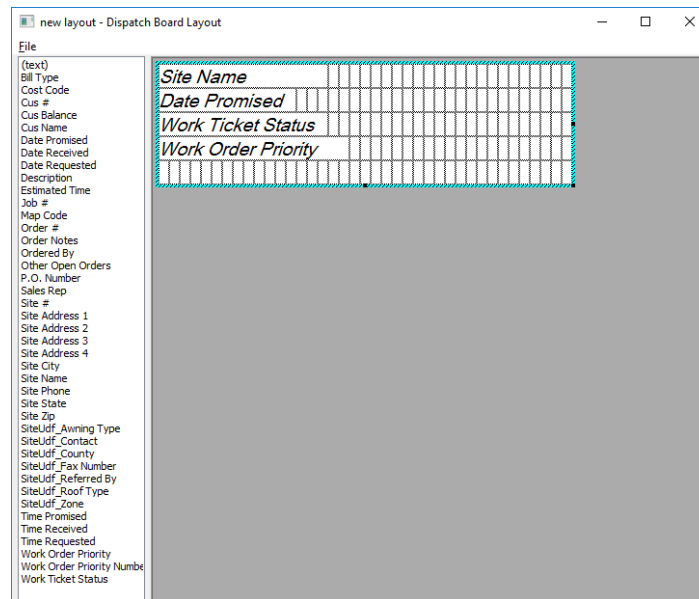 new layout - Dispatch Board Layout
File
(text)
Bill Type
Cost Code
Cus #
Cus Balance
Cus Name
Date Promised
Date Received
Date Requested
Description
Estimated Time
Job #
Map Code
Order #
Order Notes
Ordered By
Other Open Orders
P.O. Number
Sales Rep
Site #
Site Address 1
Site Address 2
Site Address 3
Site Address 4
Site City
Site Name
Site Phone
Site State
Site Zip
SiteUdf_Awning Type
SiteUdf_Contact
SiteUdf_County
SiteUdf_Fax Number
SiteUdf_Referred By
SiteUdf_Roof Type
SiteUdf_Zone
Time Promised
Time Received
Time Requested
Work Order Priority
Work Order Priority Numbe
Work Ticket Status
Site Name
Date Promised
Work Ticket Status
Work Order Priority